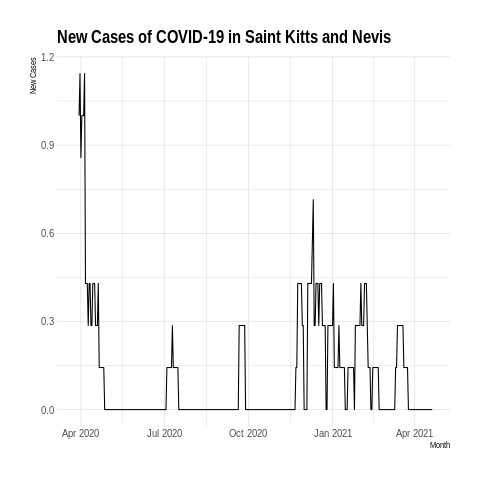 New Cases of COVID-19 in Saint Kitts and Nevis
New Cases
1.2
0.9
0.6
0.3
0.0
Apr 2020 Jul 2020 Oct 2020 Jan 2021 Apr 2021
Month